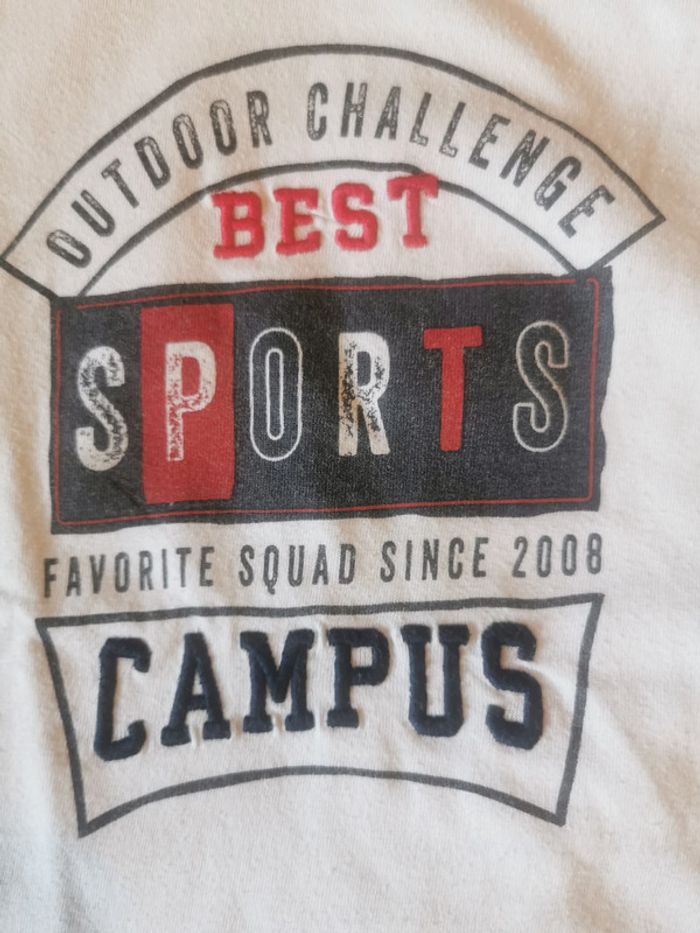 OUTDOOR CHALLENGE
BEST
SPORTS
FAVORITE SQUAD SINCE 2008
CAMPUS